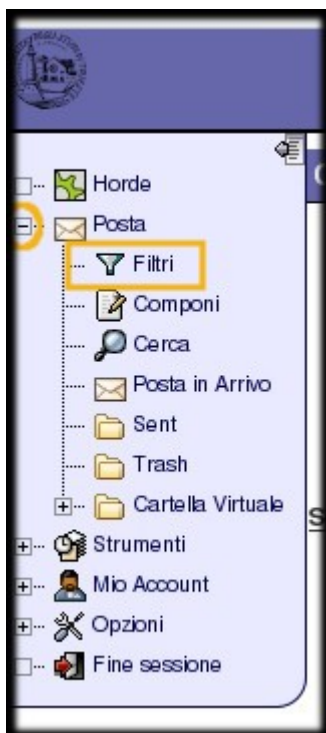 Horde
Posta
Filtri
Componi
Cerca
Posta in Arrivo
Sent
Trash
Cartella Virtuale
Strumenti
Mio Account
Opzioni
Fine sessione